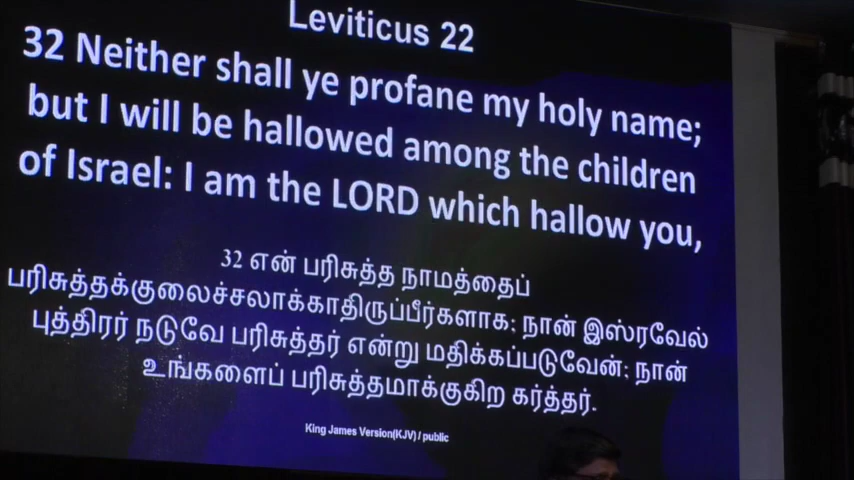 Leviticus 22
32 Neither shall ye profane my holy name;
but I will be hallowed among the children
of Israel: I am the LORD which hallow you,
32 என் பரிசுத்த நாமத்தைப்
பரிசுத்தக்குலைச்சலாக்காதிருப்பீர்களாக; நான் இஸ்ரவேல்
புத்திரர் நடுவே பரிசுத்தர் என்று மதிக்கப்படுவேன்; நான்
உங்களைப் பரிசுத்தமாக்குகிற கர்த்தர்.
King James Version(KJV) / public